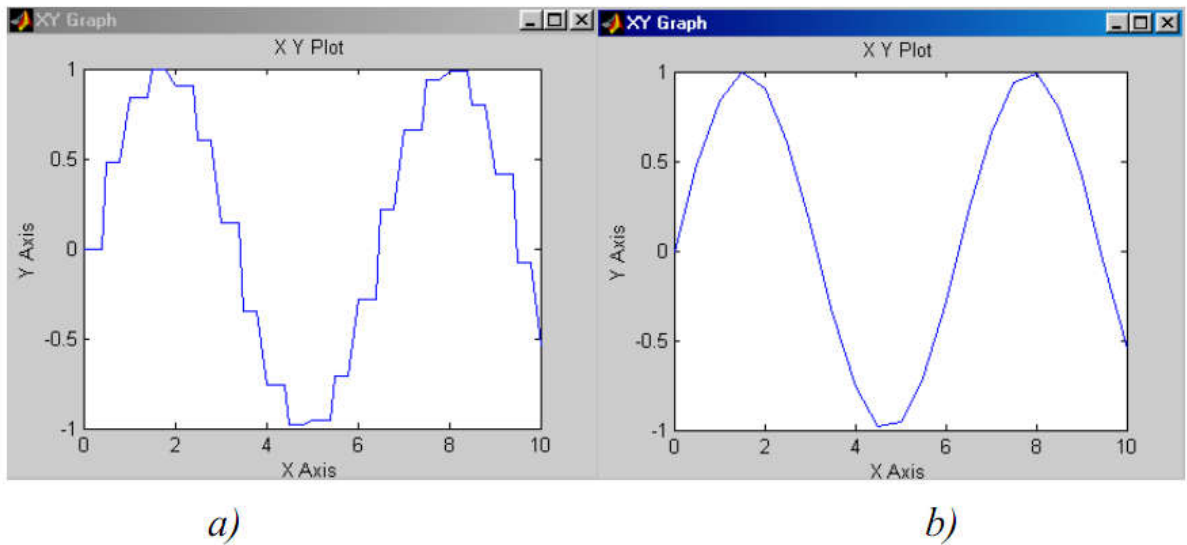 XY Graph
X Y Plot
1
0.5
0
-0.5
-1
Y Axis
0 2 4 6 8 10
X Axis
a)
XY Graph
X Y Plot
1
0.5
0
-0.5
-1
Y Axis
0 2 4 6 8 10
X Axis
b)